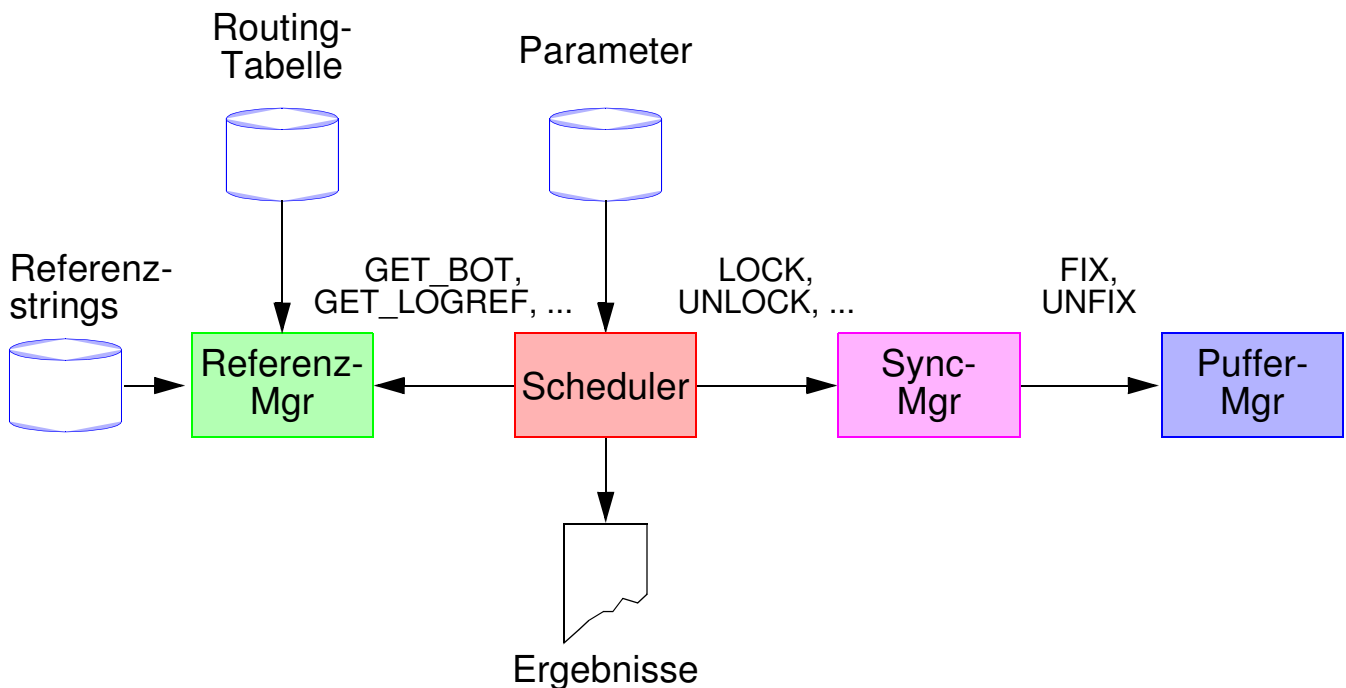 Routing-
Tabelle
Parameter
Referenz-
strings
GET_BOT,
GET_LOGREF, ...
LOCK,
UNLOCK, ...
FIX,
UNFIX
Referenz-
Mgr
Scheduler
Sync-
Mgr
Puffer-
Mgr
Ergebnisse